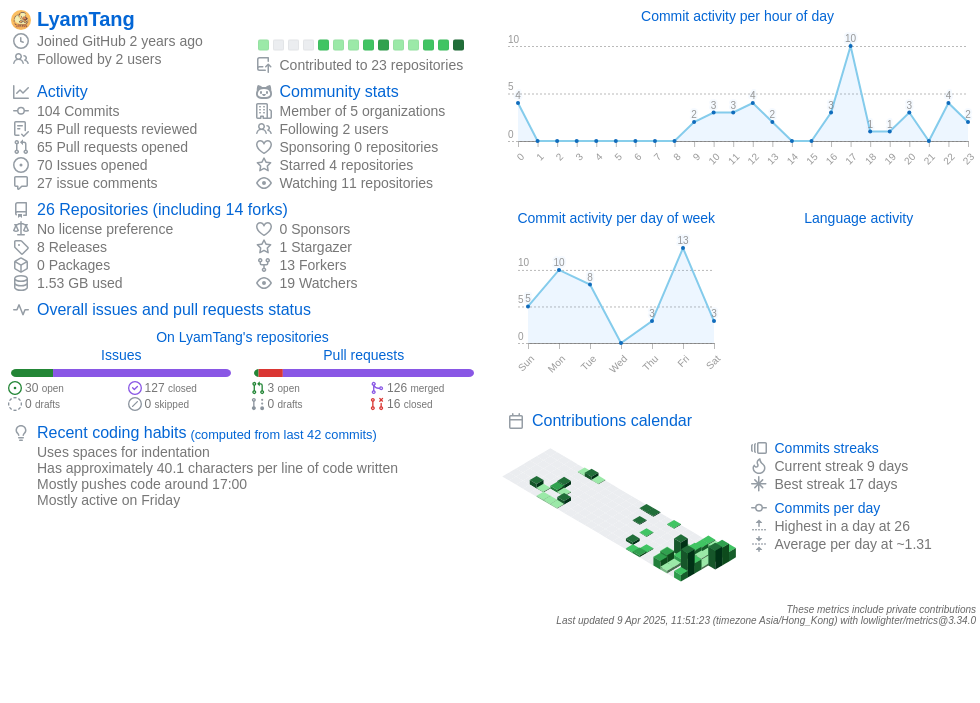 LyamTang
Joined GitHub 2 years ago
Followed by 2 users
Contributed to 23 repositories
Activity
104 Commits
45 Pull requests reviewed
65 Pull requests opened
70 Issues opened
27 issue comments
Community stats
Member of 5 organizations
Following 2 users
Sponsoring 0 repositories
Starred 4 repositories
Watching 11 repositories
26 Repositories (including 14 forks)
No license preference
8 Releases
0 Packages
1.53 GB used
0 Sponsors
1 Stargazer
13 Forkers
19 Watchers
Overall issues and pull requests status
On LyamTang's repositories
Issues
30 open
127 closed
0 drafts
0 skipped
Pull requests
3 open
126 merged
0 drafts
16 closed
Recent coding habits (computed from last 42 commits)
Uses spaces for indentation
Has approximately 40.1 characters per line of code written
Mostly pushes code around 17:00
Mostly active on Friday
Commit activity per hour of day
10
5
0
4 2 3 3 4 2 3 10 1 1 3 4 2
0 1 2 3 4 5 6 7 8 9 10 11 12 13 14 15 16 17 18 19 20 21 22 23
Commit activity per day of week
10
5
0
5 10 8 3 13 3
Sun Mon Tue Wed Thu Fri Sat
Language activity
Contributions calendar
Commits streaks
Current streak 9 days
Best streak 17 days
Commits per day
Highest in a day at 26
Average per day at ~1.31
These metrics include private contributions
Last updated 9 Apr 2025, 11:51:23 (timezone Asia/Hong_Kong) with lowlighter/metrics@3.34.0